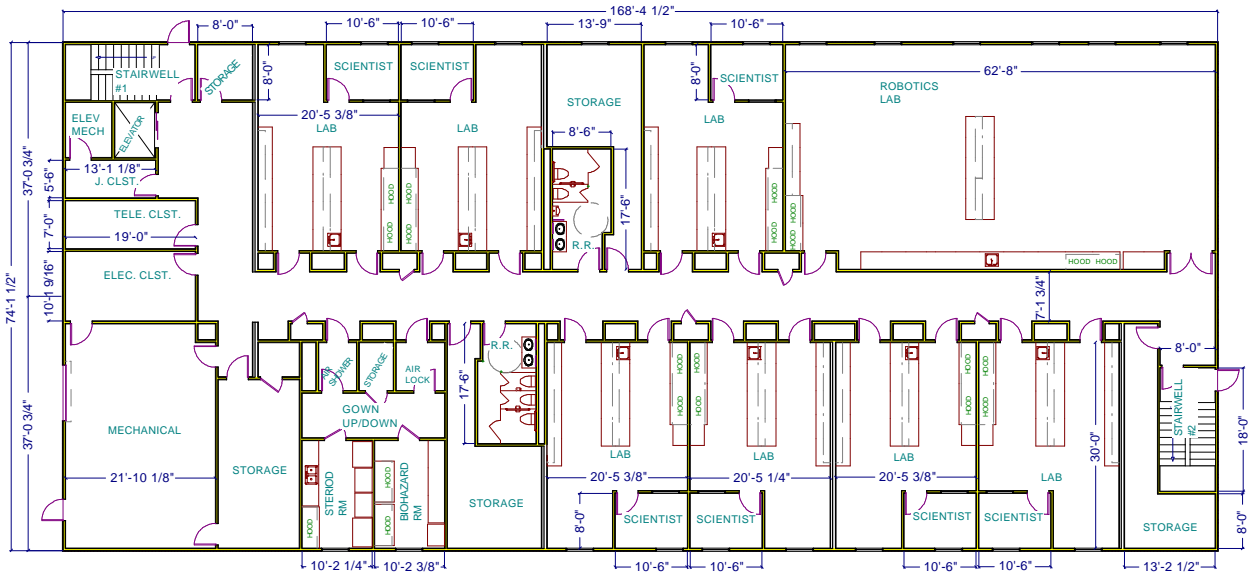 168'-4 1/2"
8'-0"
10'-6"
10'-6"
13'-9"
10'-6"
STAIRWELL
#1
STORAGE
8'-0"
SCIENTIST
SCIENTIST
8'-0"
SCIENTIST
62'-8"
ROBOTICS
LAB
STORAGE
ELEV
MECH
ELEVATOR
20'-5 3/8"
LAB
LAB
LAB
8'-6"
37'-0 3/4"
13'-1 1/8"
J. CLST.
5'-6"
HOOD
HOOD
HOOD
HOOD
17'-6"
HOOD
HOOD
HOOD
HOOD
TELE. CLST.
19'-0"
7'-0"
R.R.
HOOD HOOD
ELEC. CLST.
10'-1 9/16"
74'-1 1/2"
7'-1 3/4"
R.R.
AIR
SHOWER
STORAGE
AIR
LOCK
17'-6"
HOOD
HOOD
HOOD
HOOD
HOOD
HOOD
HOOD
HOOD
8'-0"
GOWN
UP/DOWN
MECHANICAL
37'-0 3/4"
STAIRWELL
#2
18'-0"
30'-0"
LAB
LAB
LAB
LAB
STORAGE
21'-10 1/8"
20'-5 3/8"
20'-5 1/4"
20'-5 3/8"
STERIOD
RM
HOOD
HOOD
HOOD
BIOHAZARD
RM
STORAGE
8'-0"
SCIENTIST
SCIENTIST
SCIENTIST
SCIENTIST
STORAGE
8'-0"
10'-2 1/4"
10'-2 3/8"
10'-6"
10'-6"
10'-6"
10'-6"
13'-2 1/2"